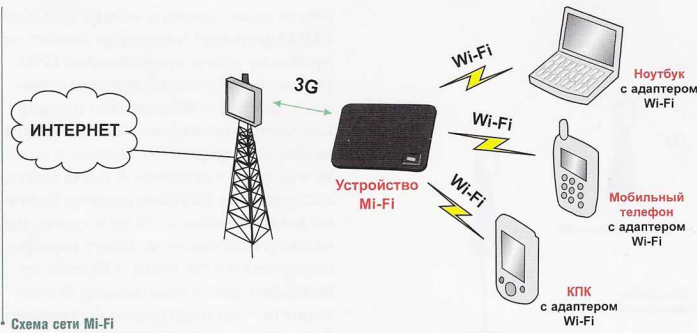 ИНТЕРНЕТ
3G
Устройство
Mi-Fi
Wi-Fi
Wi-Fi
Wi-Fi
Ноутбук
с адаптером
Wi-Fi
Мобильный
телефон
с адаптером
Wi-Fi
КПК
с адаптером
Wi-Fi
Схема сети Mi-Fi